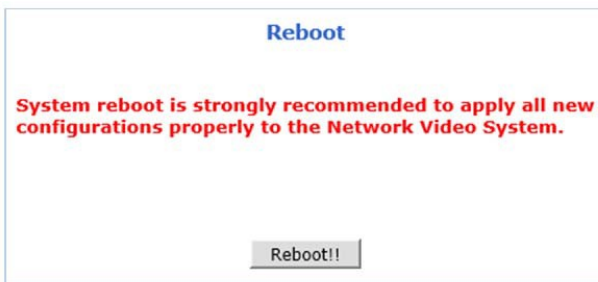 Reboot
System reboot is strongly recommended to apply all new
configurations properly to the Network Video System.
Reboot!!